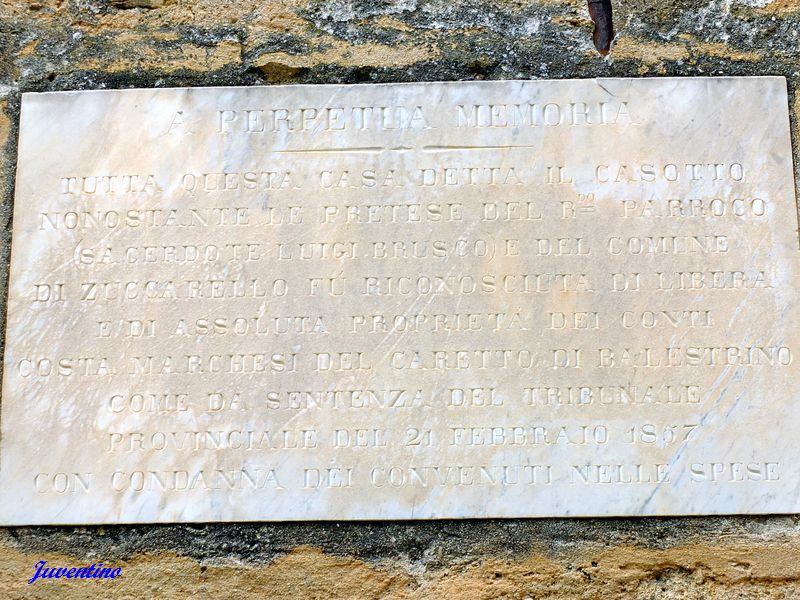 A PERPETUA MEMORIA
TUTTA QUESTA CASA DETTA IL CASOTTO
NONOSTANTE LE PRETESE DEL R.DO PARROCO
(SACERDOTE LUIGI BRUSCO) E DEL COMUNE
DI ZUCCARELLO FÚ RICONOSCIUTA DI LIBERA
E DI ASSOLUTA PROPRIETÁ DEI CONTI
COSTA MARCHESI DEL CARETTO DI BALESTRINO
COME DA SENTENZA DEL TRIBUNALE
PROVINCIALE DEL 21 FEBBRAIO 1857
CON CONDANNA DEI CONVENUTI NELLE SPESE
Juventino